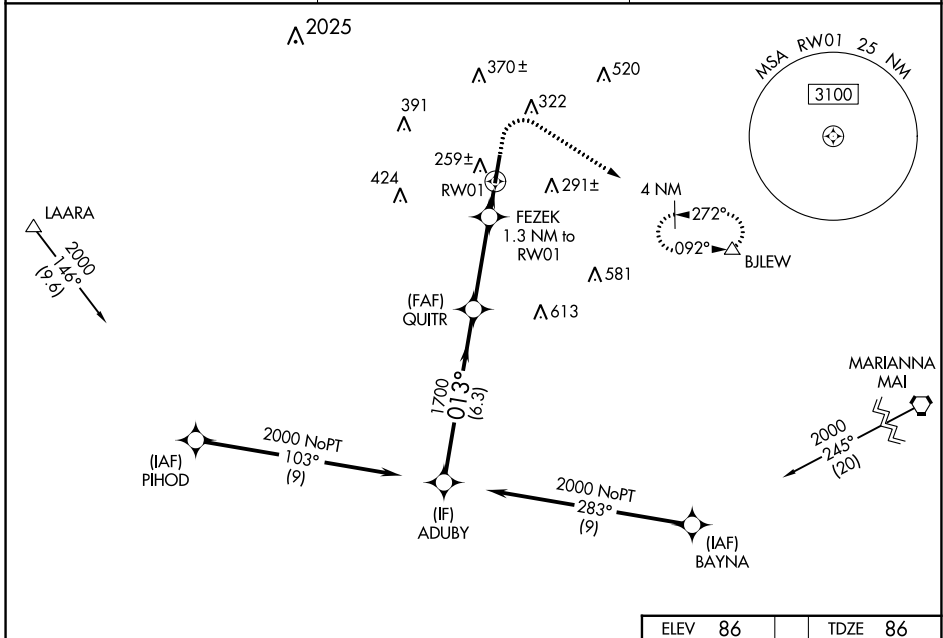 2025
370±
520
MSA RW01 25 NM
3100
391
322
259±
424
RW01
291±
4 NM
272°
092°
BJLEW
FEZEK
1.3 NM to
RW01
LAARA
2000
146°
(9.6)
581
(FAF)
QUITR
613
MARIANNA
MAI
1700
013°
(6.3)
2000
245°
(20)
2000 NoPT
103°
(9)
(IAF)
PIHOD
2000 NoPT
283°
(9)
(IF)
ADUBY
(IAF)
BAYNA
ELEV 86
TDZE 86